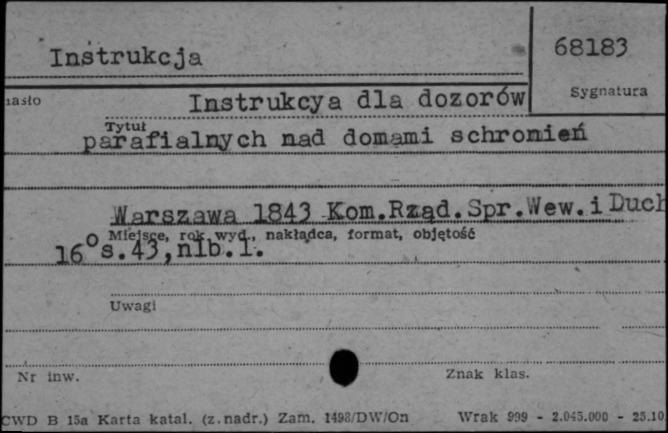 Instrukcja
68183
Sygnatura
asło
Instrukcya dla dozorów
Tytuł
parafialnych nad domami schronień
Warszawa 1843 Kom.Rząd.Spr.Wew.i Duch
Miejsce, rok wyd., nakładca, format, objętość
16° s.43,nlb.1.
Uwagi
Nr inw.
Znak klas.
CWD B 15a Karta katal. (z.nadr.) Zam. 1498/DW/On Wrak 999 - 2.045.000 - 25.10